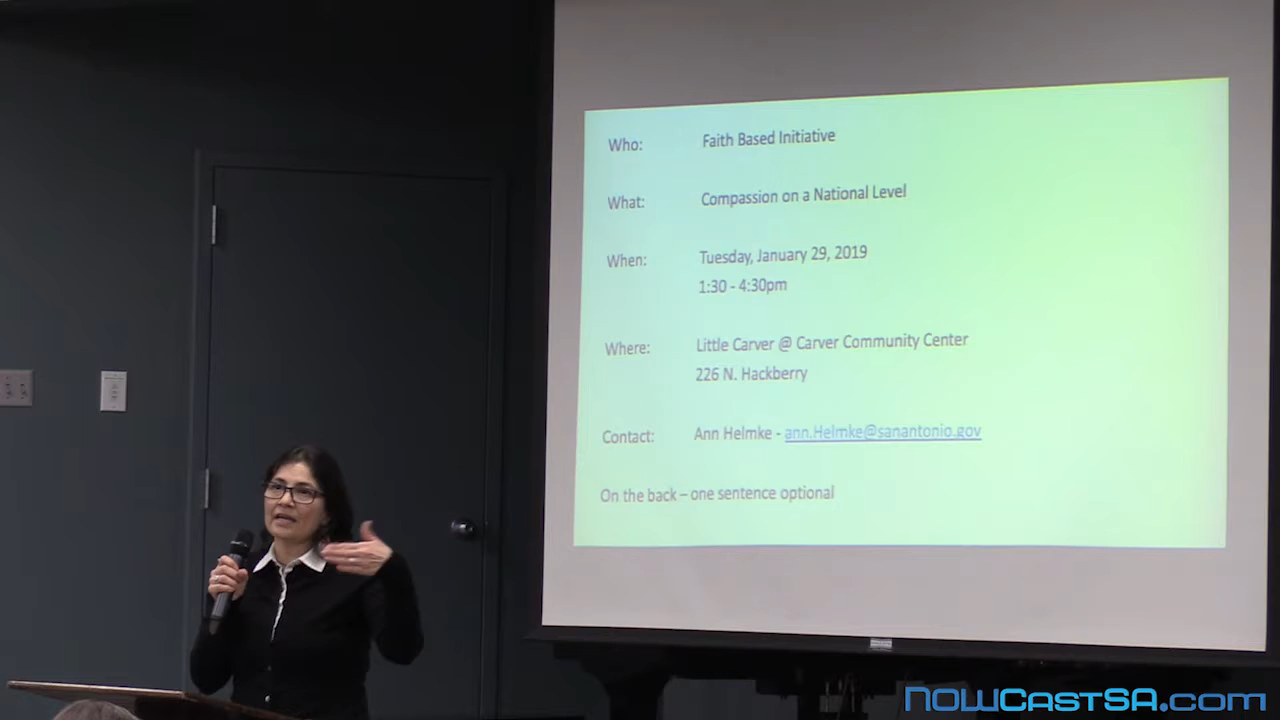 Who: Faith Based Initiative
What: Compassion on a National Level
When: Tuesday, January 29, 2019
1:30 - 4:30pm
Where: Little Carver @ Carver Community Center
226 N. Hackberry
Contact: Ann Helmke - ann.Helmke@sanantonio.gov
On the back – one sentence optional
NOWCASTSA.com